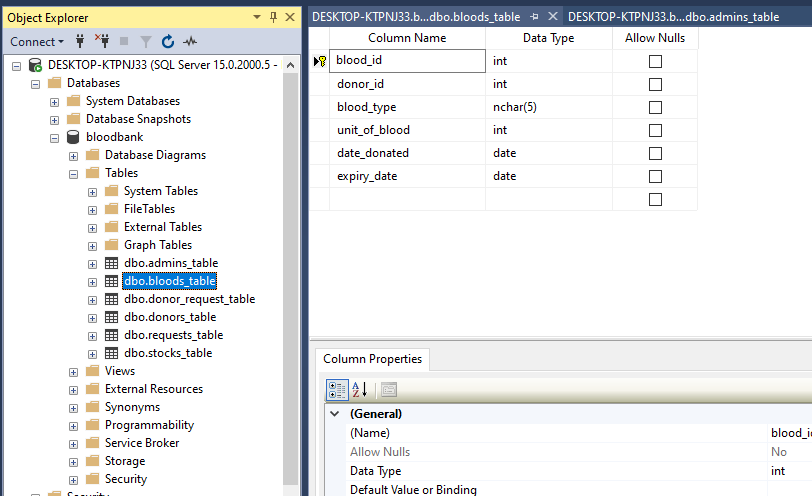 Object Explorer
Connect
DESKTOP-KTPNJ33 (SQL Server 15.0.2000.5 -
Databases
System Databases
Database Snapshots
bloodbank
Database Diagrams
Tables
System Tables
FileTables
External Tables
Graph Tables
dbo.admins_table
dbo.bloods_table
dbo.donor_request_table
dbo.donors_table
dbo.requests_table
dbo.stocks_table
Views
External Resources
Synonyms
Programmability
Service Broker
Storage
Security
Security
DESKTOP-KTPNJ33.b...dbo.bloods_table
DESKTOP-KTPNJ33.b...dbo.admins_table
Column Name Data Type Allow Nulls
blood_id int
donor_id int
blood_type nchar(5)
unit_of_blood int
date_donated date
expiry_date date
Column Properties
(General)
(Name) blood_id
Allow Nulls No
Data Type int
Default Value or Binding